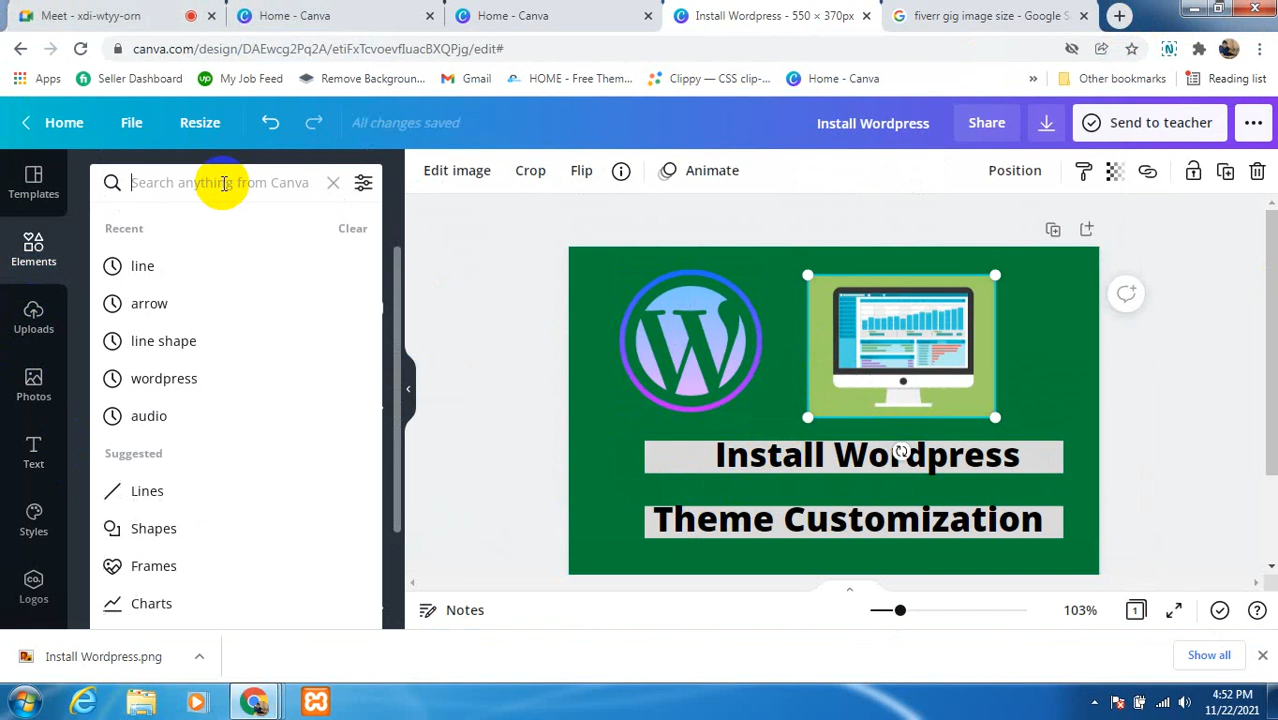 Meet - xdi-wtyy-orn
Home - Canva
Home - Canva
Install Wordpress - 550 × 370px
fiverr gig image size - Google S
canva.com/design/DAEwcg2Pq2A/etiFxTcvoevfIuacBXQPjg/edit#
Apps
Seller Dashboard
My Job Feed
Remove Backgroun...
Gmail
HOME - Free Them...
Clippy — CSS clip-...
Home - Canva
»
Other bookmarks
Reading list
Home
File
Resize
All changes saved
Install Wordpress
Share
Send to teacher
Templates
Elements
Uploads
Photos
Text
Styles
Logos
CO.
Search anything from Canva
Recent
Clear
line
arrow
line shape
wordpress
audio
Suggested
Lines
Shapes
Frames
Charts
Edit image
Crop
Flip
Animate
Position
Install Wordpress
Theme Customization
Notes
103%
1
Install Wordpress.png
Show all
4:52 PM
11/22/2021